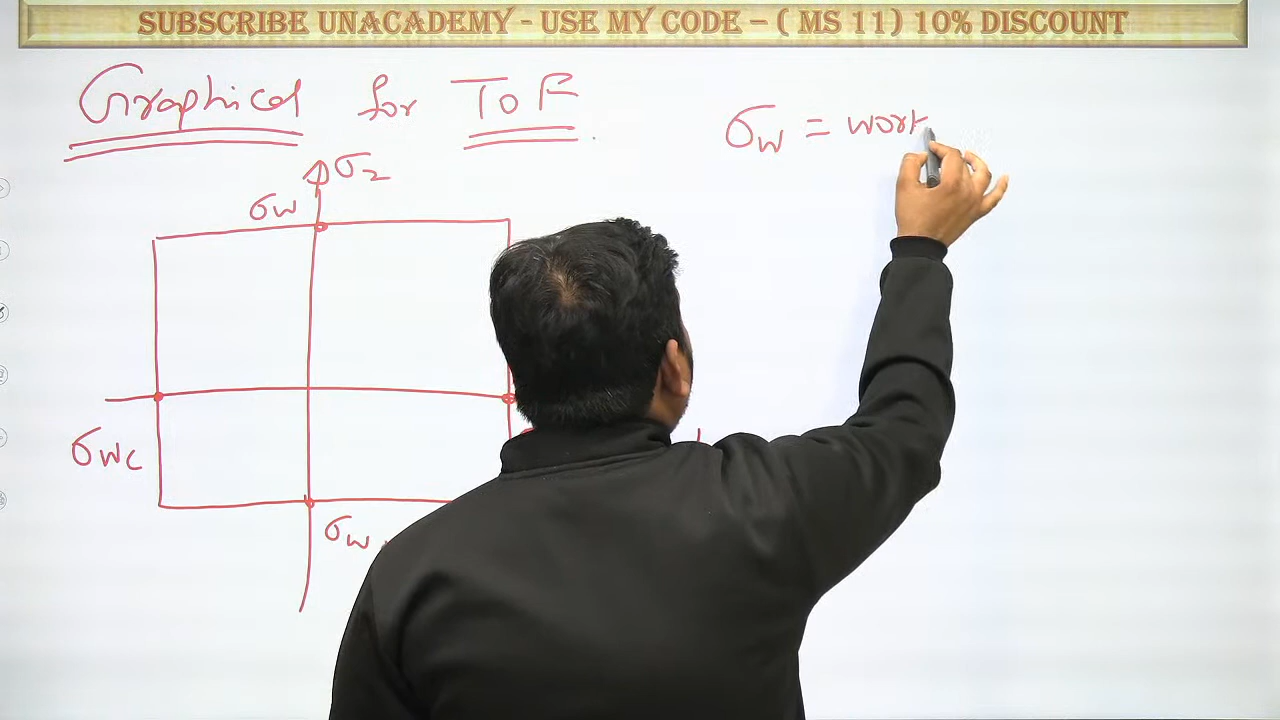 SUBSCRIBE UNACADEMY - USE MY CODE – ( MS 11) 10% DISCOUNT
Graphical for TOF.
σw = work
σ2
σw
σwc
σw